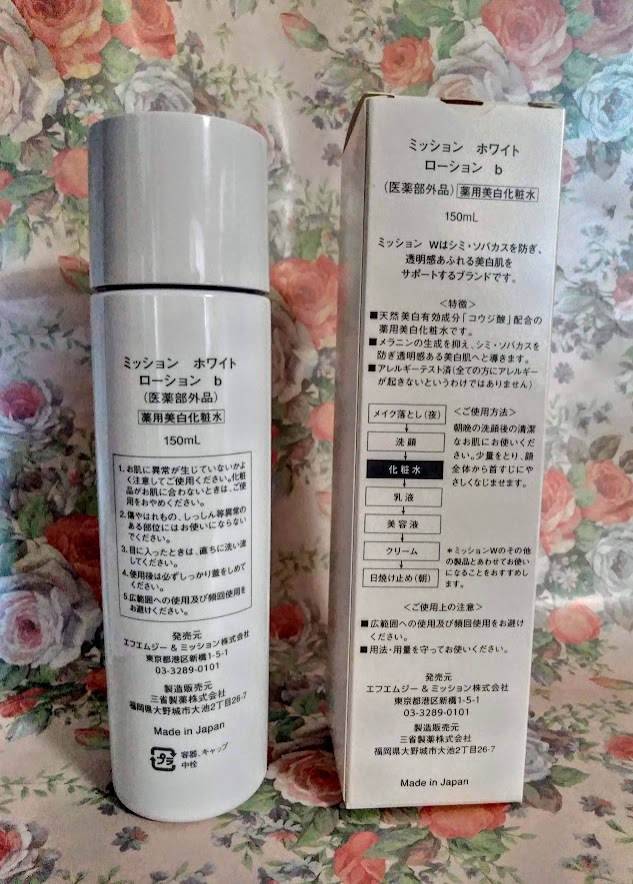 ミッション　ホワイト
ローション　b
(医薬部外品)
薬用美白化粧水
150mL
1.お肌に異常が生じていないかよ
く注意してご使用ください。化粧
品がお肌に合わないときは、ご使
用をおやめください。
2.傷やはれもの、しっしん等異常の
ある部位にはお使いにならない
でください。
3.目に入ったときは、直ちに洗い流
してください。
4.使用後は必ずしっかり蓋をしめて
ください。
5.広範囲への使用及び頻回使用を
お避けください。
発売元
エフエムジー&ミッション株式会社
東京都港区新橋1-5-1
03-3289-0101
製造販売元
三省製薬株式会社
福岡県大野城市大池2丁目26-7
Made in Japan
プラ
容器、キャップ
中栓
ミッション　ホワイト
ローション　b
(医薬部外品) 薬用美白化粧水
150mL
ミッション Wはシミ・ソバカスを防ぎ、
透明感あふれる美白肌を
サポートするブランドです。
<特徴>
■天然美白有効成分「コウジ酸」配合の
薬用美白化粧水です。
■メラニンの生成を抑え、シミ・ソバカスを
防ぎ透明感ある美白肌へと導きます。
■アレルギーテスト済(全ての方にアレルギー
が起きないというわけではありません)
メイク落とし(夜)
洗顔
化粧水
乳液
美容液
クリーム
日焼け止め(朝)
<ご使用方法>
朝晩の洗顔後の清潔
なお肌にお使いくだ
さい。少量をとり、顔
全体から首すじにや
さしくなじませます。
*ミッションWのその他
の製品とあわせてお使い
になることをおすすめし
ます。
<ご使用上の注意>
■広範囲への使用及び頻回使用をお避け
ください。
■用法・用量を守ってお使いください。
発売元
エフエムジー&ミッション株式会社
東京都港区新橋1-5-1
03-3289-0101
製造販売元
三省製薬株式会社
福岡県大野城市大池2丁目26-7
Made in Japan